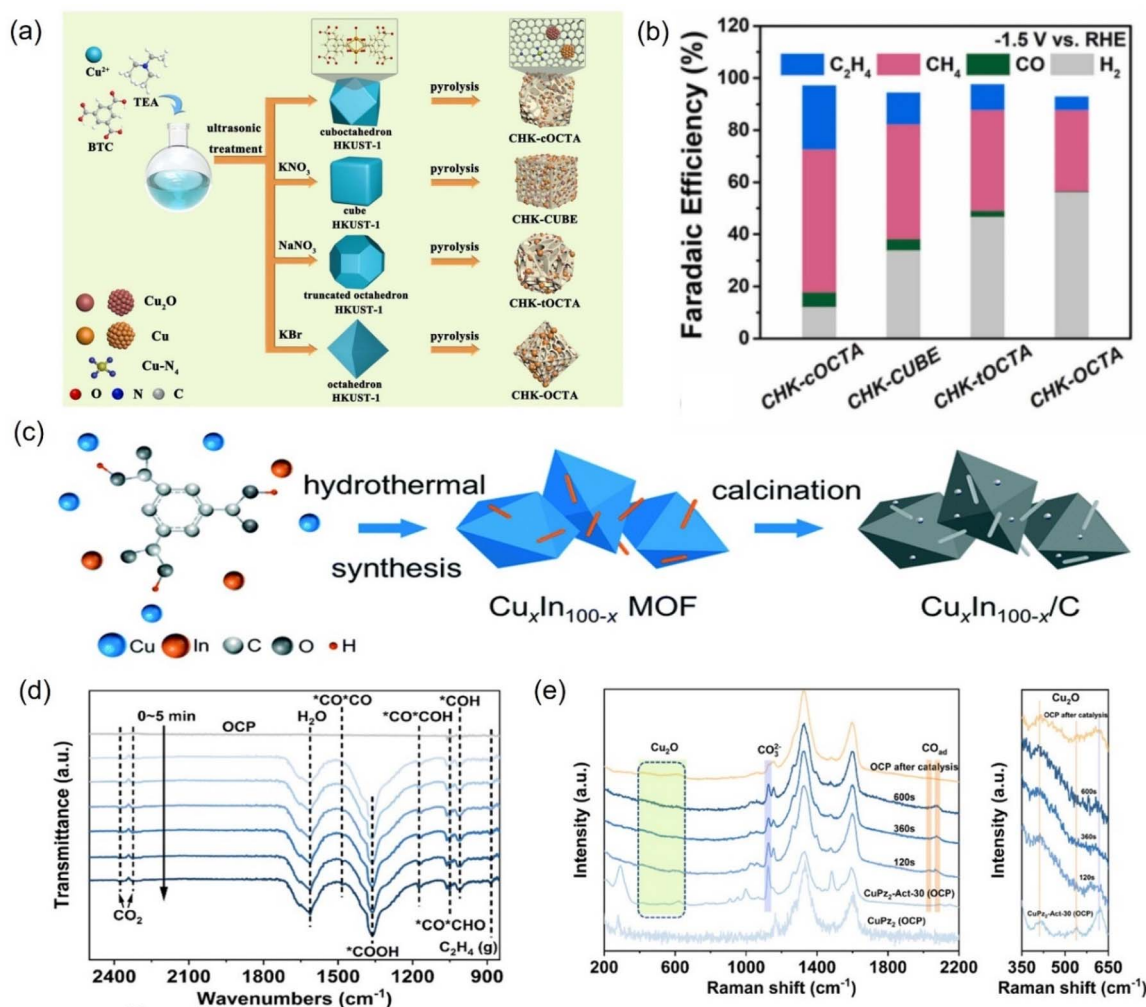 (a)
Cu²⁺
TEA
BTC
ultrasonic
treatment
KNO₃
NaNO₃
KBr
cuboctahedron
HKUST-1
cube
HKUST-1
truncated octahedron
HKUST-1
octahedron
HKUST-1
pyrolysis
pyrolysis
pyrolysis
pyrolysis
CHK-cOCTA
CHK-CUBE
CHK-tOCTA
CHK-OCTA
Cu₂O
Cu
Cu-N₄
O N C
(b)
-1.5 V vs. RHE
C₂H₄ CH₄ CO H₂
Faradaic Efficiency (%)
120
100
80
60
40
20
0
CHK-cOCTA
CHK-CUBE
CHK-tOCTA
CHK-OCTA
(c)
hydrothermal
synthesis
calcination
CuₓIn₁₀₀₋ₓ MOF
CuₓIn₁₀₀₋ₓ/C
Cu In C O H
(d)
Transmittance (a.u.)
0~5 min
OCP
H₂O
*CO*CO
*CO*COH
*COH
CO₂
*COOH
*CO*CHO
C₂H₄ (g)
2400 2100 1800 1500 1200 900
Wavenumbers (cm⁻¹)
(e)
Intensity (a.u.)
Cu₂O
CO₃²⁻
CO_ad
OCP after catalysis
600s
360s
120s
CuPz₂-Act-30 (OCP)
CuPz₂ (OCP)
200 600 1000 1400 1800 2200
Raman shift (cm⁻¹)
Intensity (a.u.)
Cu₂O
OCP after catalysis
600s
360s
120s
CuPz₂-Act-30 (OCP)
350 450 550 650
Raman shift (cm⁻¹)